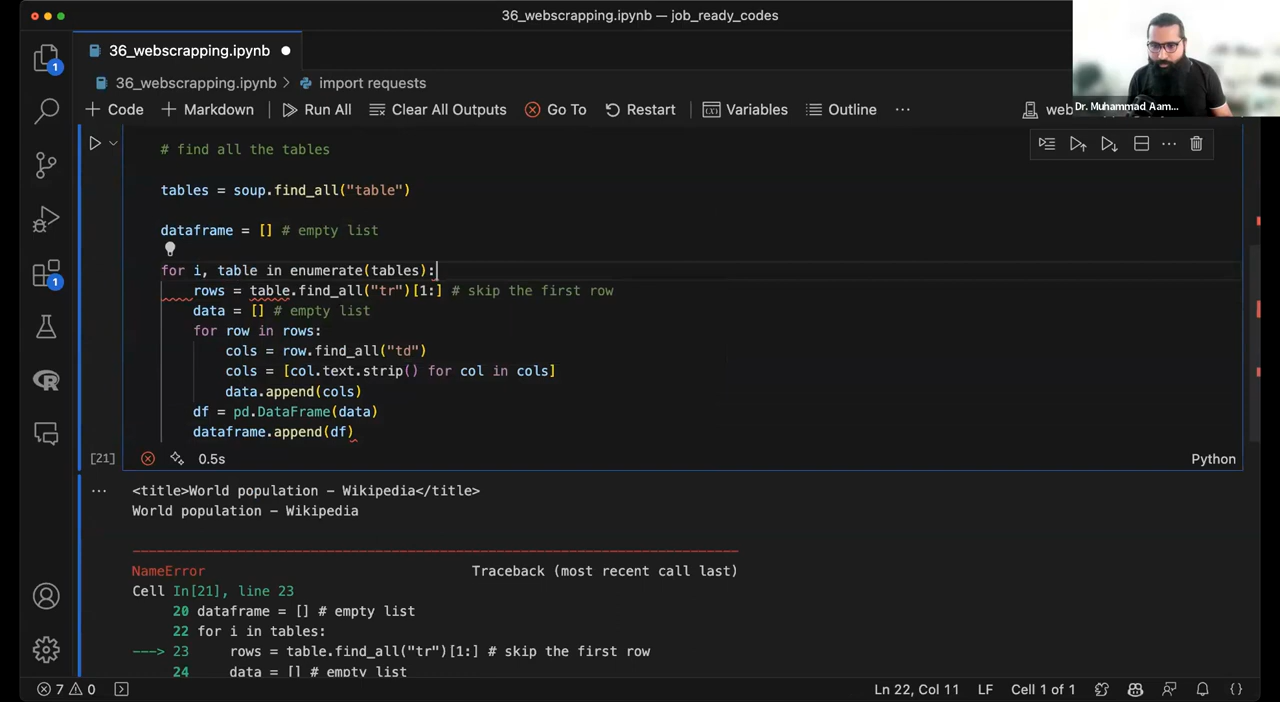 36_webscrapping.ipynb — job_ready_codes
36_webscrapping.ipynb
36_webscrapping.ipynb > import requests
+ Code + Markdown Run All Clear All Outputs Go To Restart Variables Outline ··· web
Dr. Muhammad Aam...
# find all the tables
tables = soup.find_all("table")
dataframe = [] # empty list
for i, table in enumerate(tables):
rows = table.find_all("tr")[1:] # skip the first row
data = [] # empty list
for row in rows:
cols = row.find_all("td")
cols = [col.text.strip() for col in cols]
data.append(cols)
df = pd.DataFrame(data)
dataframe.append(df)
[21] 0.5s Python
··· <title>World population - Wikipedia</title>
World population - Wikipedia
NameError Traceback (most recent call last)
Cell In[21], line 23
20 dataframe = [] # empty list
22 for i in tables:
---> 23 rows = table.find_all("tr")[1:] # skip the first row
24 data = [] # empty list
7 0 Ln 22, Col 11 LF Cell 1 of 1 {}
1
1